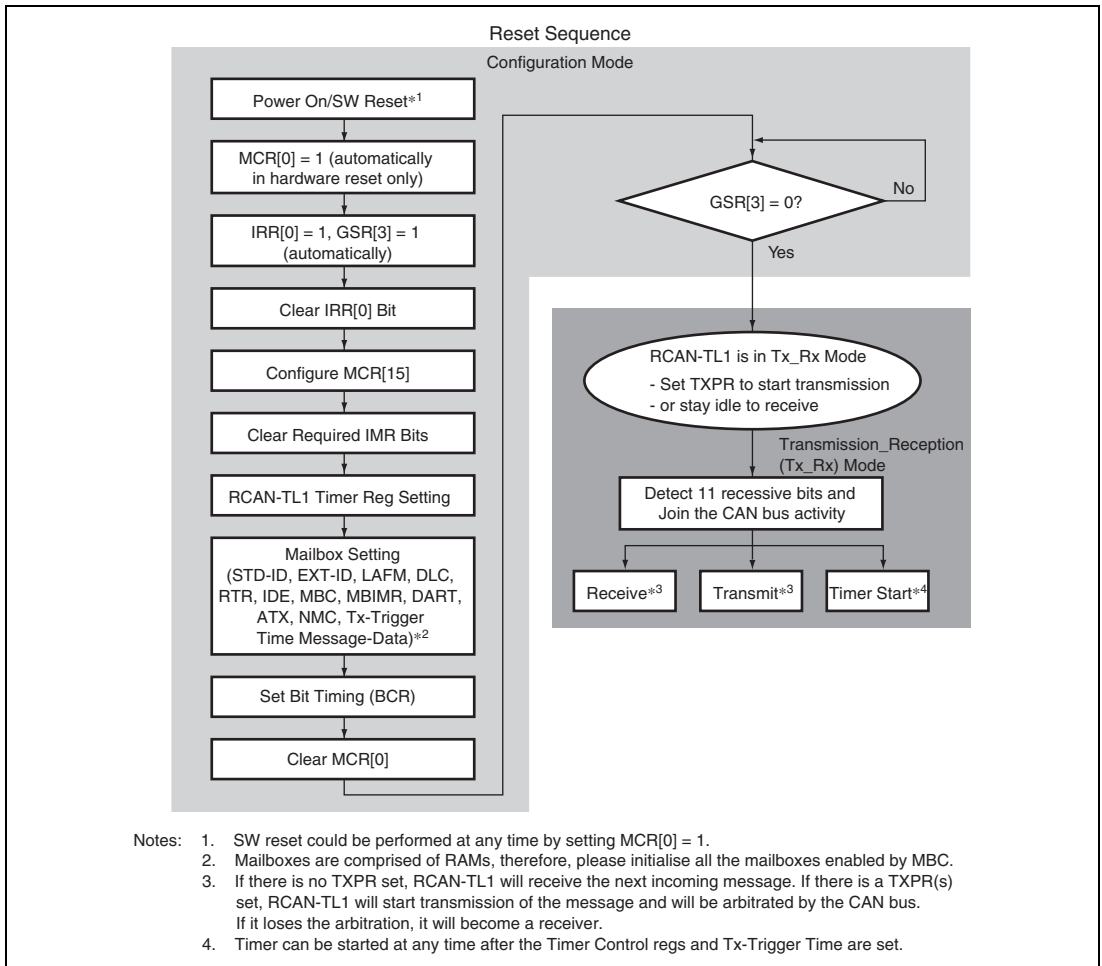 Reset Sequence
Configuration Mode
Power On/SW Reset*1
MCR[0] = 1 (automatically
in hardware reset only)
IRR[0] = 1, GSR[3] = 1
(automatically)
Clear IRR[0] Bit
Configure MCR[15]
Clear Required IMR Bits
RCAN-TL1 Timer Reg Setting
Mailbox Setting
(STD-ID, EXT-ID, LAFM, DLC,
RTR, IDE, MBC, MBIMR, DART,
ATX, NMC, Tx-Trigger
Time Message-Data)*2
Set Bit Timing (BCR)
Clear MCR[0]
GSR[3] = 0?
No
Yes
RCAN-TL1 is in Tx_Rx Mode
- Set TXPR to start transmission
- or stay idle to receive
Transmission_Reception
(Tx_Rx) Mode
Detect 11 recessive bits and
Join the CAN bus activity
Receive*3
Transmit*3
Timer Start*4
Notes: 1. SW reset could be performed at any time by setting MCR[0] = 1.
2. Mailboxes are comprised of RAMs, therefore, please initialise all the mailboxes enabled by MBC.
3. If there is no TXPR set, RCAN-TL1 will receive the next incoming message. If there is a TXPR(s)
set, RCAN-TL1 will start transmission of the message and will be arbitrated by the CAN bus.
If it loses the arbitration, it will become a receiver.
4. Timer can be started at any time after the Timer Control regs and Tx-Trigger Time are set.